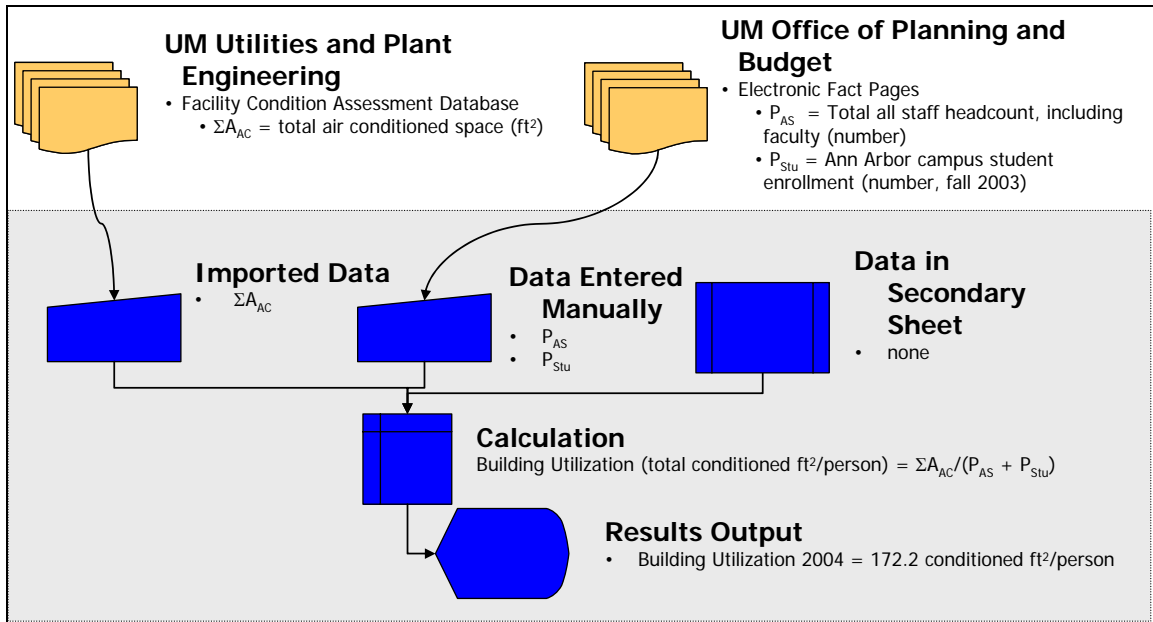 UM Utilities and Plant
Engineering
• Facility Condition Assessment Database
• ΣA_AC = total air conditioned space (ft²)
UM Office of Planning and
Budget
• Electronic Fact Pages
• P_AS = Total all staff headcount, including
faculty (number)
• P_Stu = Ann Arbor campus student
enrollment (number, fall 2003)
Imported Data
• ΣA_AC
Data Entered
Manually
• P_AS
• P_Stu
Data in
Secondary
Sheet
• none
Calculation
Building Utilization (total conditioned ft²/person) = ΣA_AC/(P_AS + P_Stu)
Results Output
• Building Utilization 2004 = 172.2 conditioned ft²/person